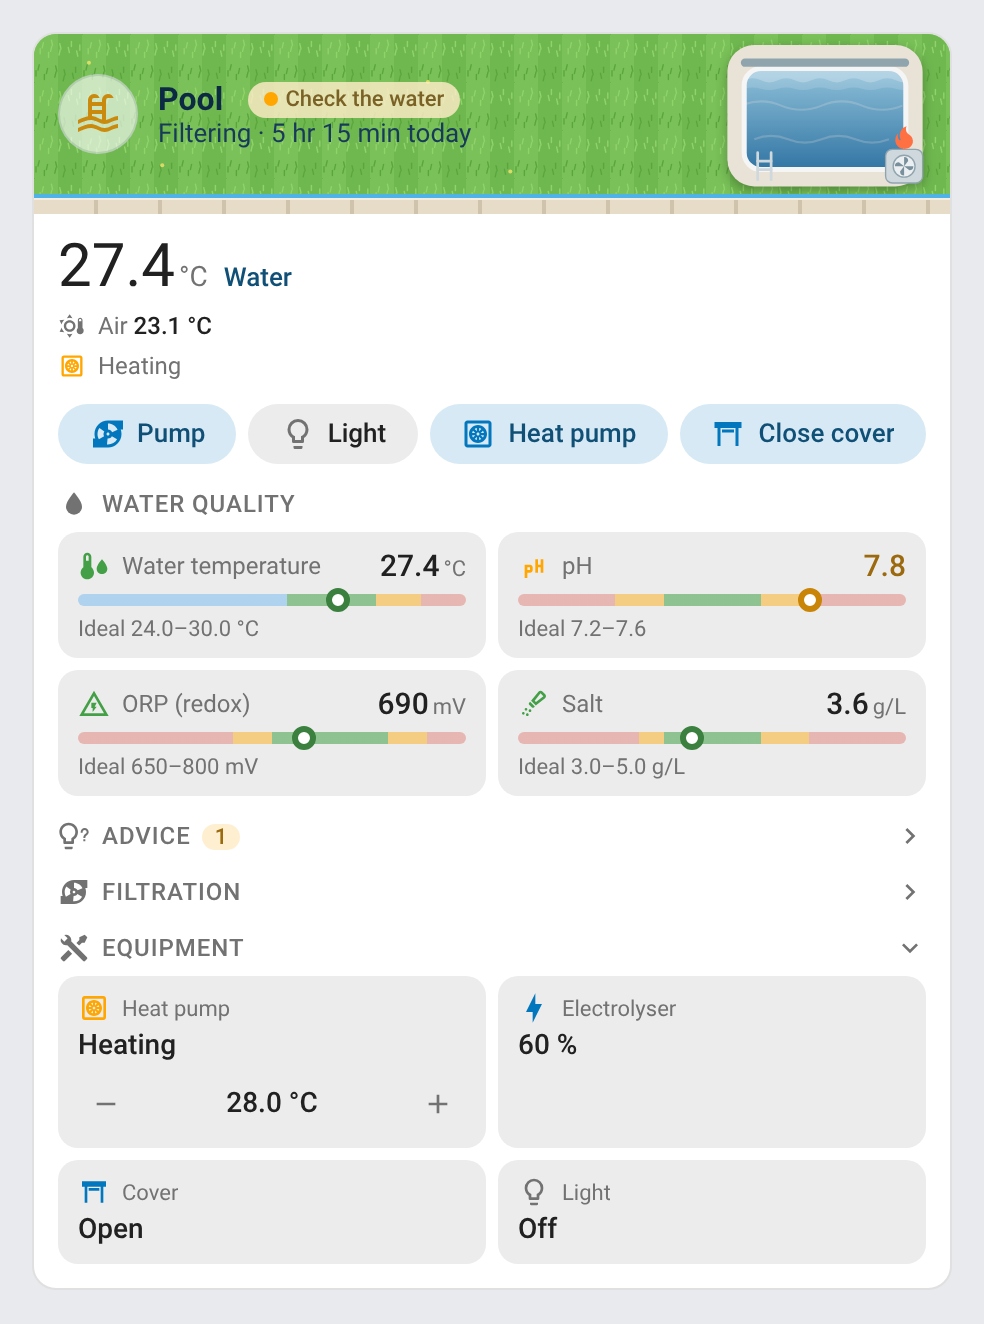 Pool
Check the water
Filtering · 5 hr 15 min today
27.4 °C Water
Air 23.1 °C
Heating
Pump
Light
Heat pump
Close cover
WATER QUALITY
Water temperature 27.4 °C
Ideal 24.0–30.0 °C
pH pH 7.8
Ideal 7.2–7.6
ORP (redox) 690 mV
Ideal 650–800 mV
Salt 3.6 g/L
Ideal 3.0–5.0 g/L
? ADVICE 1
FILTRATION
EQUIPMENT
Heat pump
Heating
− 28.0 °C +
Electrolyser
60 %
Cover
Open
Light
Off